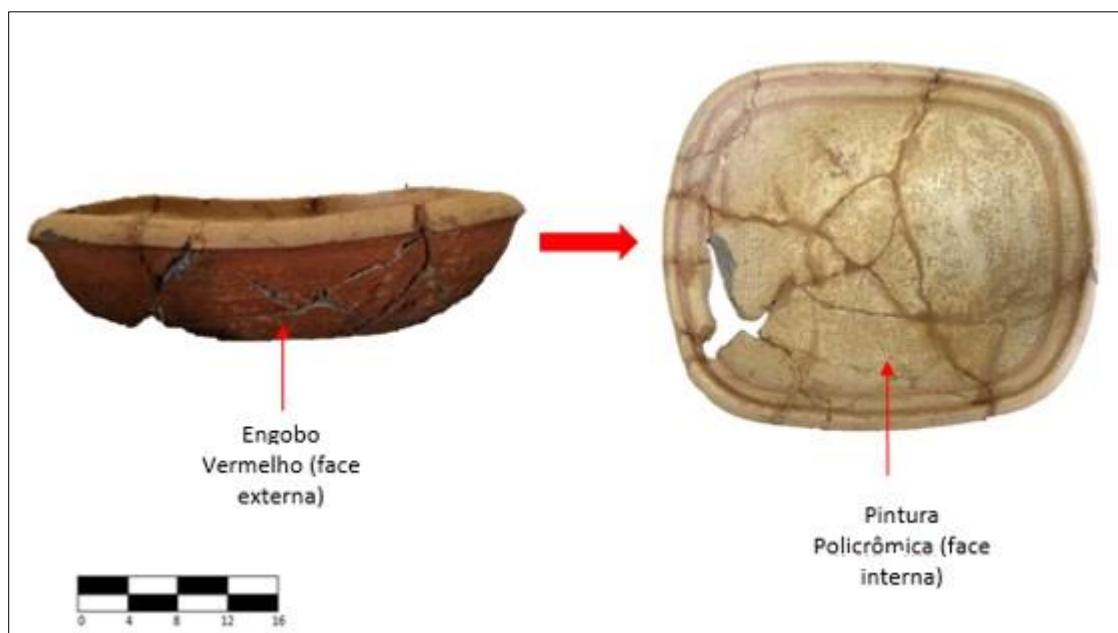 Engobo
Vermelho (face
externa)
Pintura
Policrômica (face
interna)
0 4 8 12 16